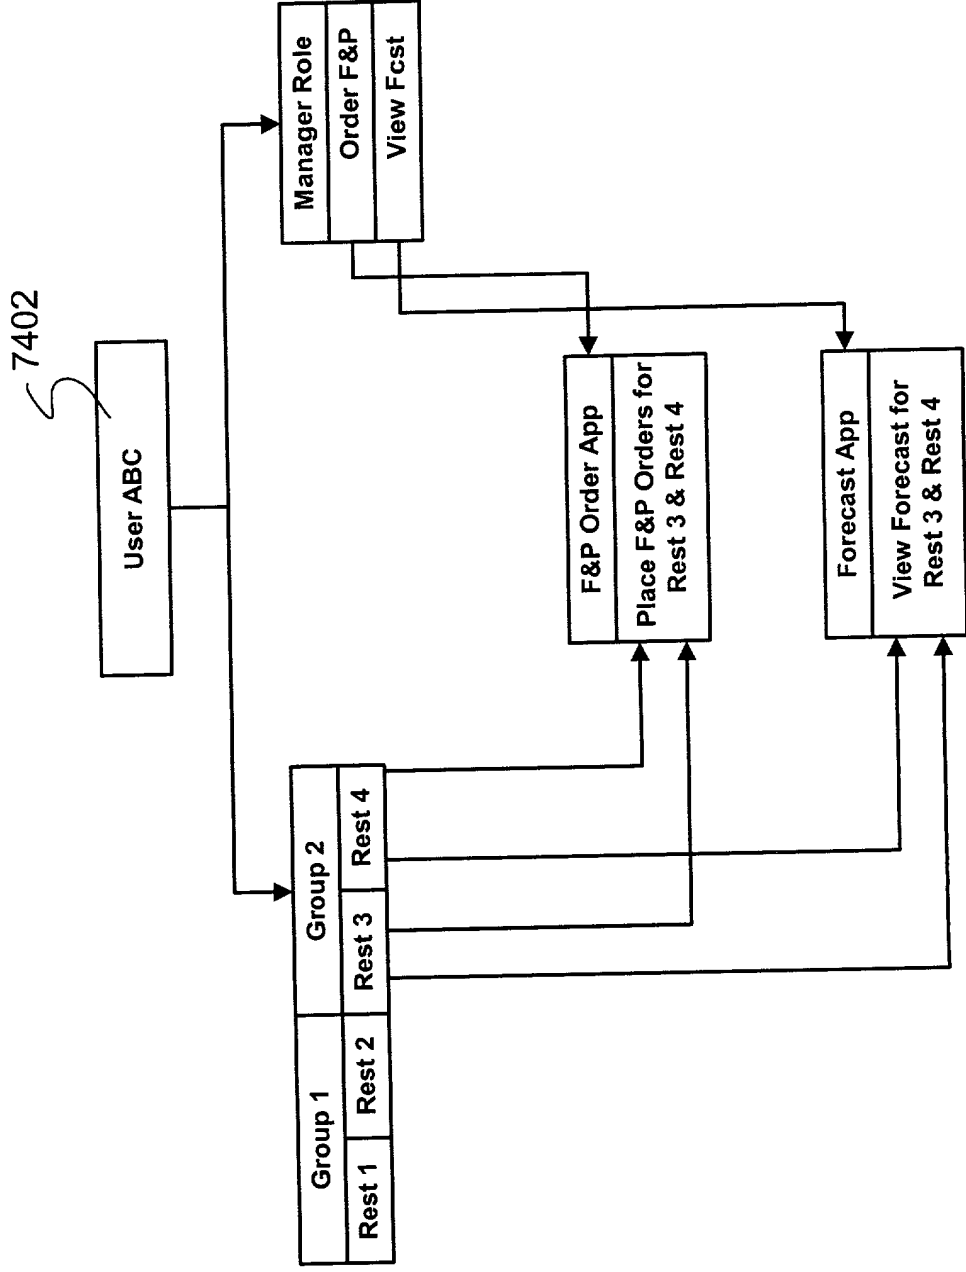 7402
User ABC
Group 1
Group 2
Rest 1
Rest 2
Rest 3
Rest 4
Manager Role
Order F&P
View Fcst
F&P Order App
Place F&P Orders for
Rest 3 & Rest 4
Forecast App
View Forecast for
Rest 3 & Rest 4